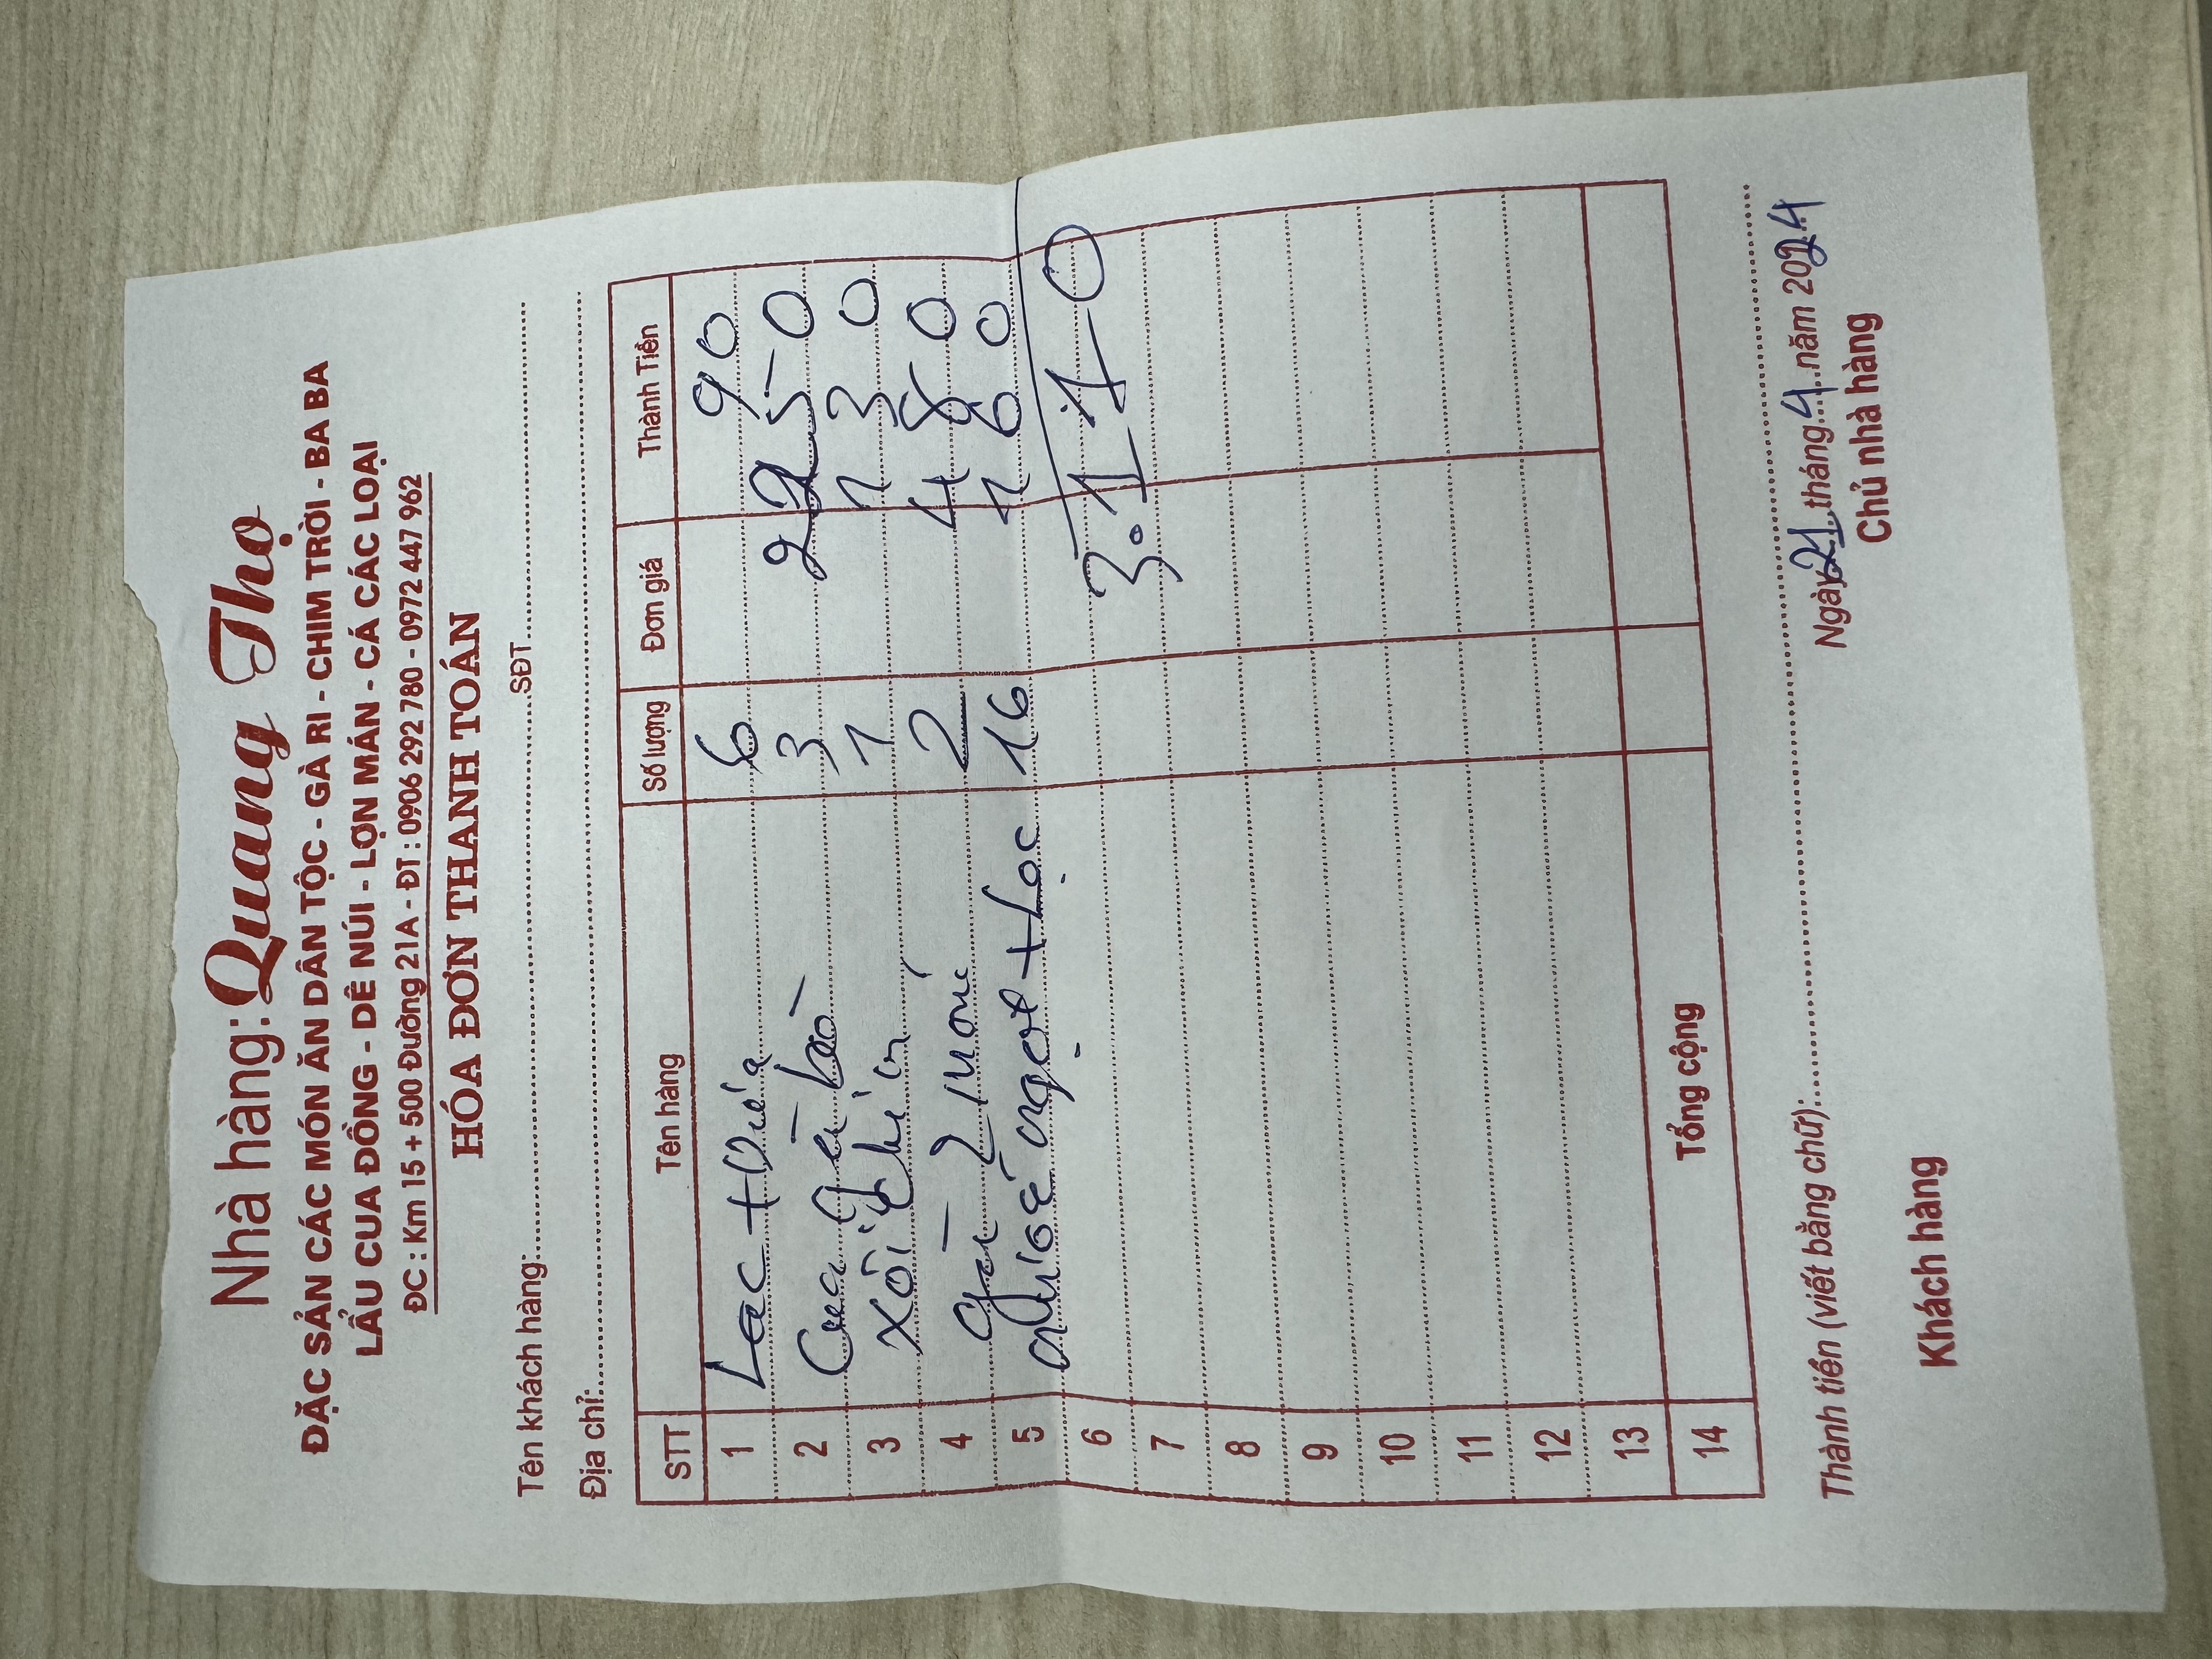 Nhà hàng: Quang Thọ
ĐẶC SẢN CÁC MÓN ĂN DÂN TỘC - GÀ RI - CHIM TRỜI - BA BA
LẨU CUA ĐỒNG - DÊ NÚI - LỢN MÁN - CÁ CÁC LOẠI
ĐC : Km 15 + 500 Đường 21A - ĐT : 0906 292 780 - 0972 447 962
HÓA ĐƠN THANH TOÁN
Tên khách hàng: SĐT
Địa chỉ:
STT Tên hàng Số lượng Đơn giá Thành Tiền
1 Lạc + Dứa 6 90
2 Cua gà bò 3 2250
3 Xôi chim 1 130
4 gà 2 món 2 480
5 nước ngọt + Lọc 16 160
6 3.110
7
8
9
10
11
12
13
14 Tổng cộng
Thành tiền (viết bằng chữ):
Ngày 21 tháng 4 năm 2024
Khách hàng Chủ nhà hàng